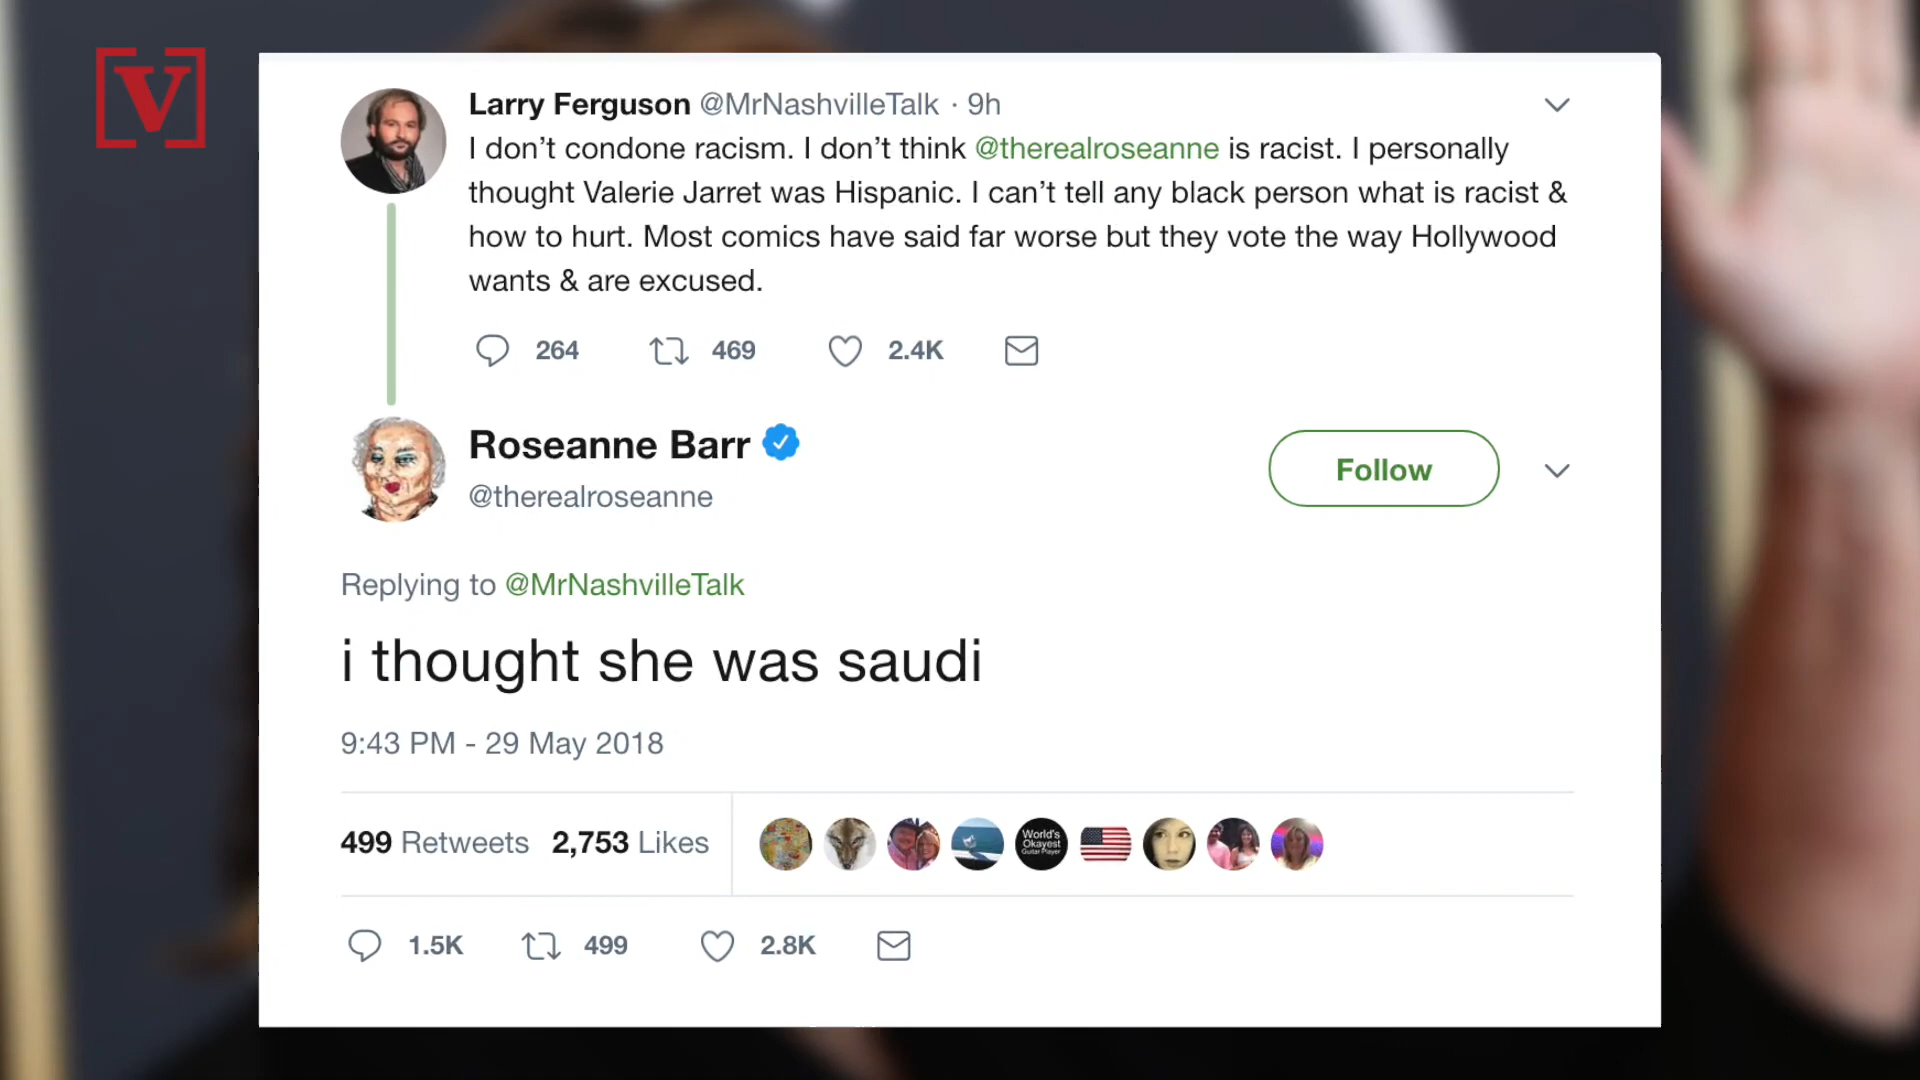 V
Larry Ferguson @MrNashvilleTalk · 9h
I don’t condone racism. I don’t think @therealroseanne is racist. I personally
thought Valerie Jarret was Hispanic. I can’t tell any black person what is racist &
how to hurt. Most comics have said far worse but they vote the way Hollywood
wants & are excused.
264 469 2.4K
Roseanne Barr
@therealroseanne
Follow
Replying to @MrNashvilleTalk
i thought she was saudi
9:43 PM - 29 May 2018
499 Retweets 2,753 Likes
World's
Okayest
Guitar Player
1.5K 499 2.8K